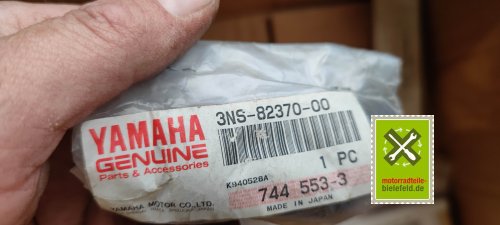 3NS-82370-00
YAMAHA
GENUINE
Parts & Accessories
1 PC
K940528A
744 553-3
YAMAHA MOTOR CO., LTD.
MADE IN JAPAN
motorradteile-
bielefeld.de